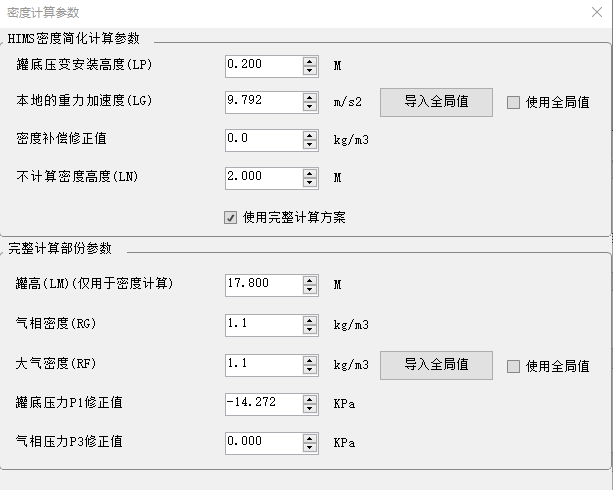 密度计算参数
HIMS密度简化计算参数
罐底压变安装高度(LP) 0.200 M
本地的重力加速度(LG) 9.792 m/s2 导入全局值 使用全局值
密度补偿修正值 0.0 kg/m3
不计算密度高度(LN) 2.000 M
使用完整计算方案
完整计算部份参数
罐高(LM)(仅用于密度计算) 17.800 M
气相密度(RG) 1.1 kg/m3
大气密度(RF) 1.1 kg/m3 导入全局值 使用全局值
罐底压力P1修正值 -14.272 KPa
气相压力P3修正值 0.000 KPa